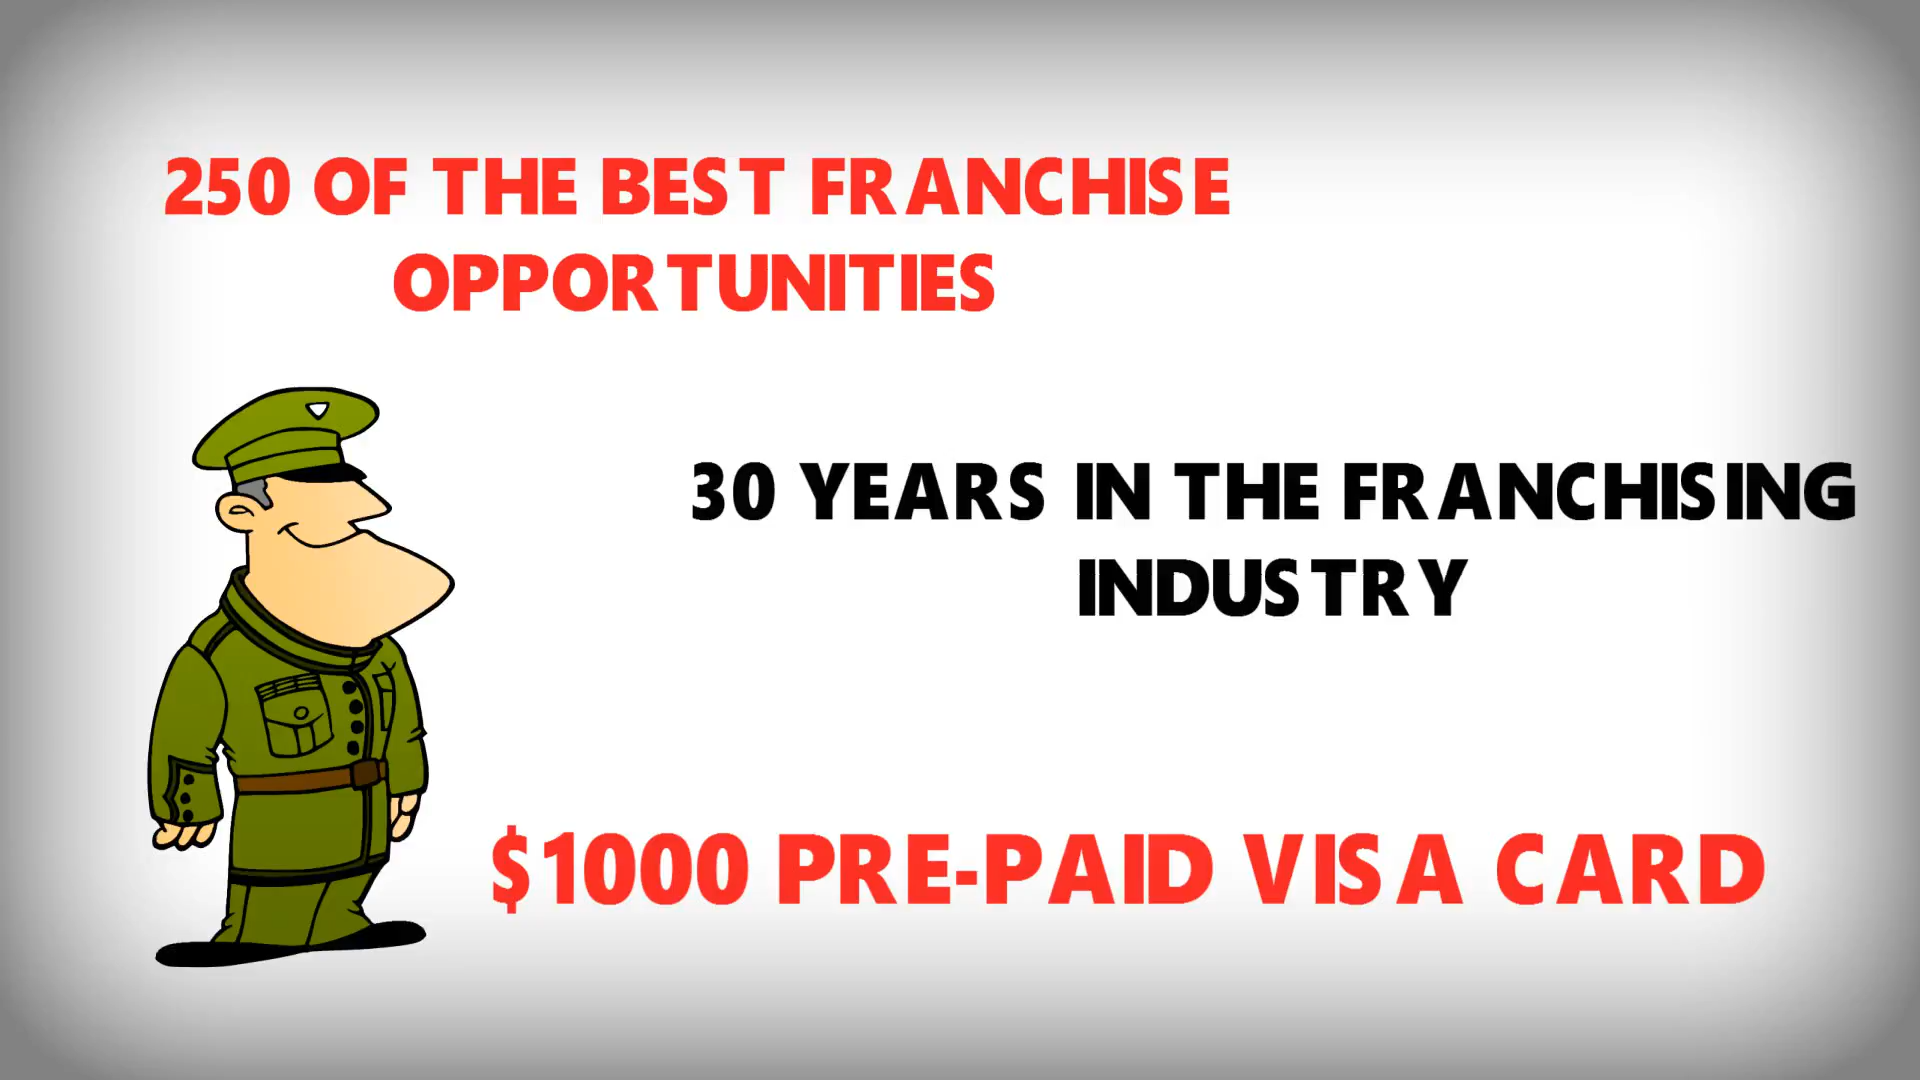 250 OF THE BEST FRANCHISE
OPPORTUNITIES
30 YEARS IN THE FRANCHISING
INDUSTRY
$1000 PRE-PAID VISA CARD